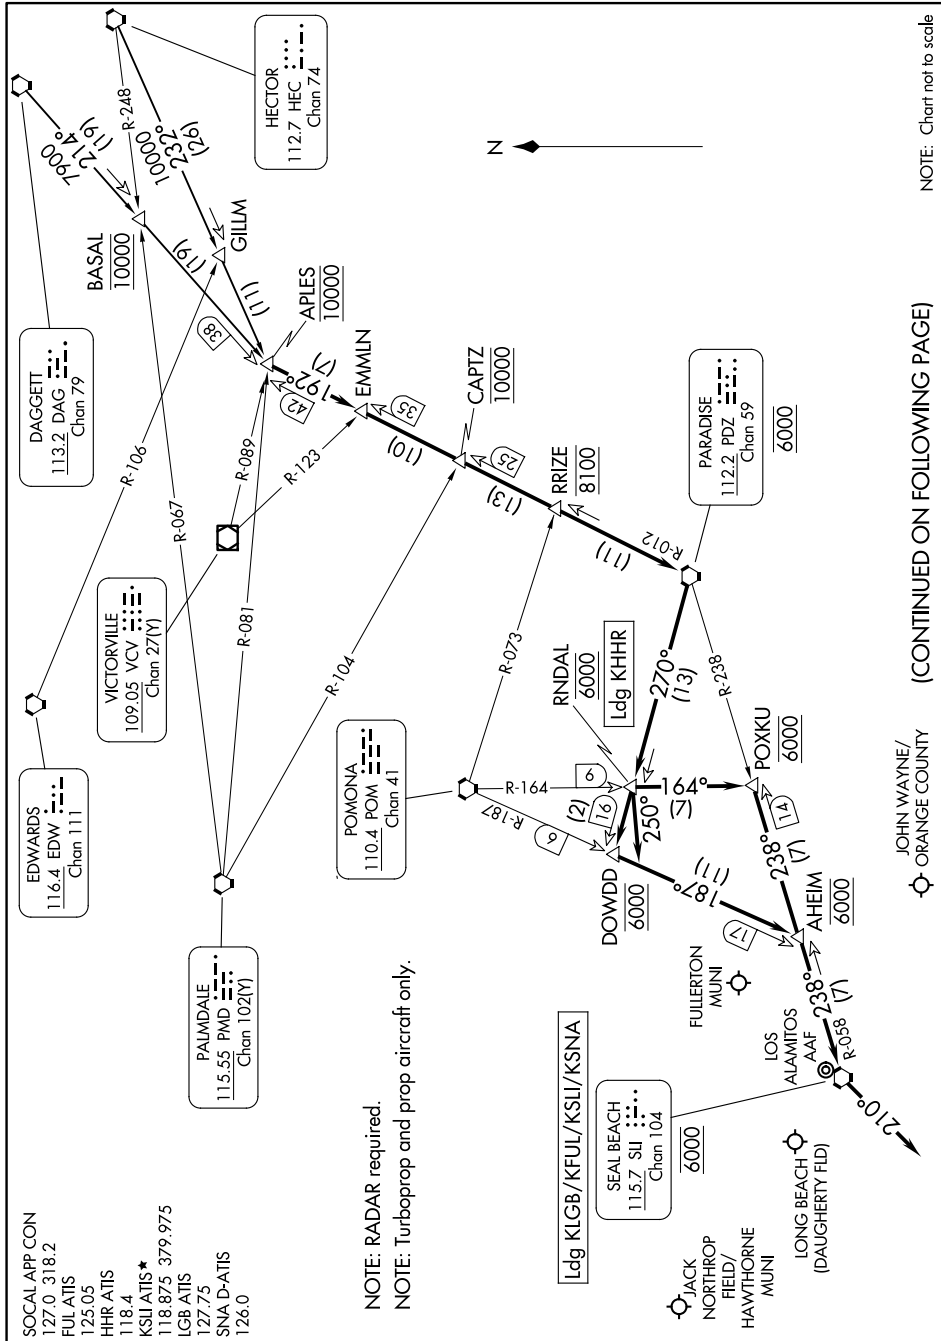 SOCAL APP CON
127.0 318.2
FUL ATIS
125.05
HHR ATIS
118.4
KSLI ATIS★
118.875 379.975
LGB ATIS
127.75
SNA D-ATIS
126.0
NOTE: RADAR required.
NOTE: Turboprop and prop aircraft only.
PALMDALE
115.55 PMD
Chan 102(Y)
EDWARDS
116.4 EDW
Chan 111
VICTORVILLE
109.05 VCV
Chan 27(Y)
DAGGETT
113.2 DAG
Chan 79
HECTOR
112.7 HEC
Chan 74
POMONA
110.4 POM
Chan 41
PARADISE
112.2 PDZ
Chan 59
6000
SEAL BEACH
115.7 SLI
Chan 104
6000
Ldg KLGB/KFUL/KSLI/KSNA
Ldg KHHR
7900
214°
(19)
R-248
10000
232°
(26)
BASAL
10000
GILLM
(19)
(11)
R-106
R-067
R-089
R-081
R-123
R-104
38
42
APLES
10000
192°
(7)
EMMLN
35
(10)
CAPTZ
10000
25
(13)
RRIZE
8100
R-073
(11)
R-012
270°
(13)
R-238
RNDAL
6000
R-164
9
R-187
9
16
(2)
250°
164°
(7)
DOWDD
6000
187°
(11)
17
POXKU
6000
14
238°
(7)
AHEIM
6000
238°
(7)
R-058
210°
FULLERTON
MUNI
LOS
ALAMITOS
AAF
LONG BEACH
(DAUGHERTY FLD)
JACK
NORTHROP
FIELD/
HAWTHORNE
MUNI
JOHN WAYNE/
ORANGE COUNTY
N
(CONTINUED ON FOLLOWING PAGE)
NOTE: Chart not to scale